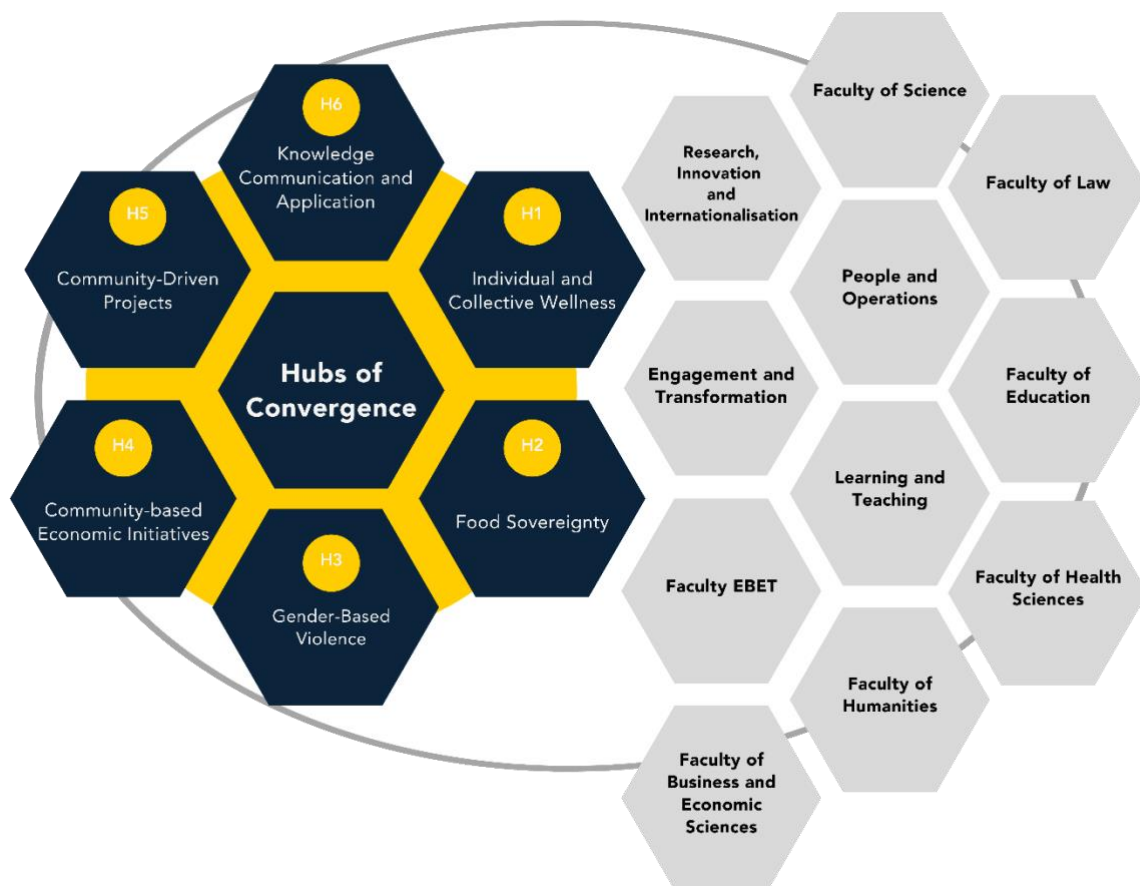 H6
Knowledge
Communication and
Application
H5
Community-Driven
Projects
H1
Individual and
Collective Wellness
Hubs of
Convergence
H4
Community-based
Economic Initiatives
H2
Food Sovereignty
H3
Gender-Based
Violence
Faculty of Science
Research,
Innovation
and
Internationalisation
Faculty of Law
People and
Operations
Engagement and
Transformation
Faculty of
Education
Learning and
Teaching
Faculty EBET
Faculty of Health
Sciences
Faculty of
Humanities
Faculty of
Business and
Economic
Sciences